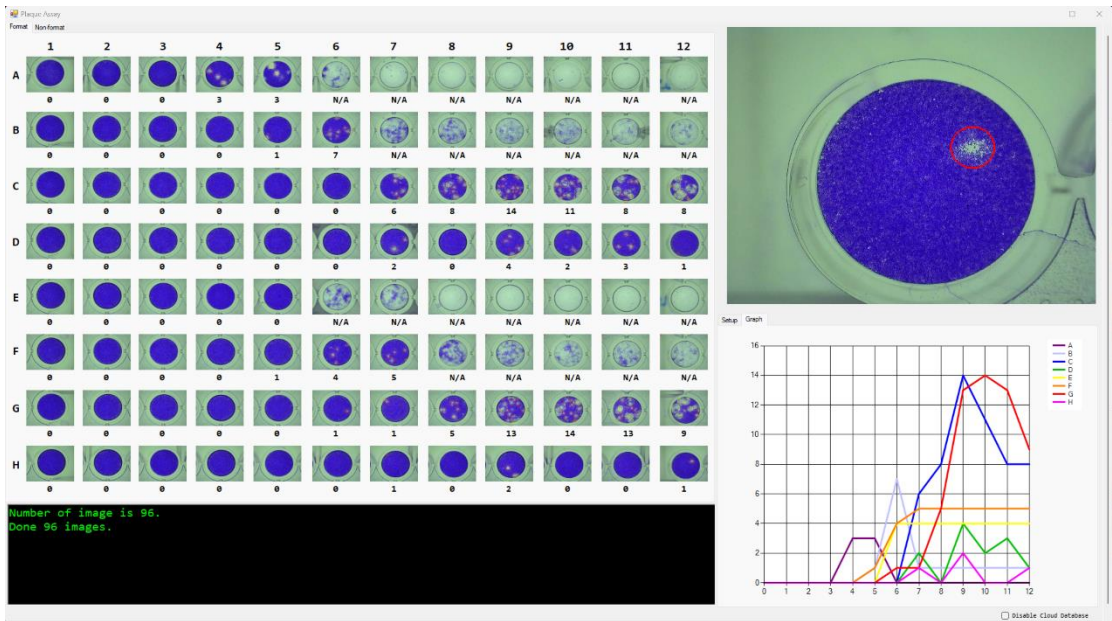 Plaque Assay
Format Non-format
1 2 3 4 5 6 7 8 9 10 11 12
A
0 0 0 3 3 N/A N/A N/A N/A N/A N/A N/A
B
0 0 0 0 1 7 N/A N/A N/A N/A N/A N/A
C
0 0 0 0 0 0 6 8 14 11 8 8
D
0 0 0 0 0 0 2 0 4 2 3 1
E
0 0 0 0 0 N/A N/A N/A N/A N/A N/A N/A
F
0 0 0 0 1 4 5 N/A N/A N/A N/A N/A
G
0 0 0 0 0 1 1 5 13 14 13 9
H
0 0 0 0 0 0 1 0 2 0 0 1
Number of image is 96.
Done 96 images.
Setup Graph
16
14
12
10
8
6
4
2
0
0 1 2 3 4 5 6 7 8 9 10 11 12
A
B
C
D
E
F
G
H
Disable Cloud Database